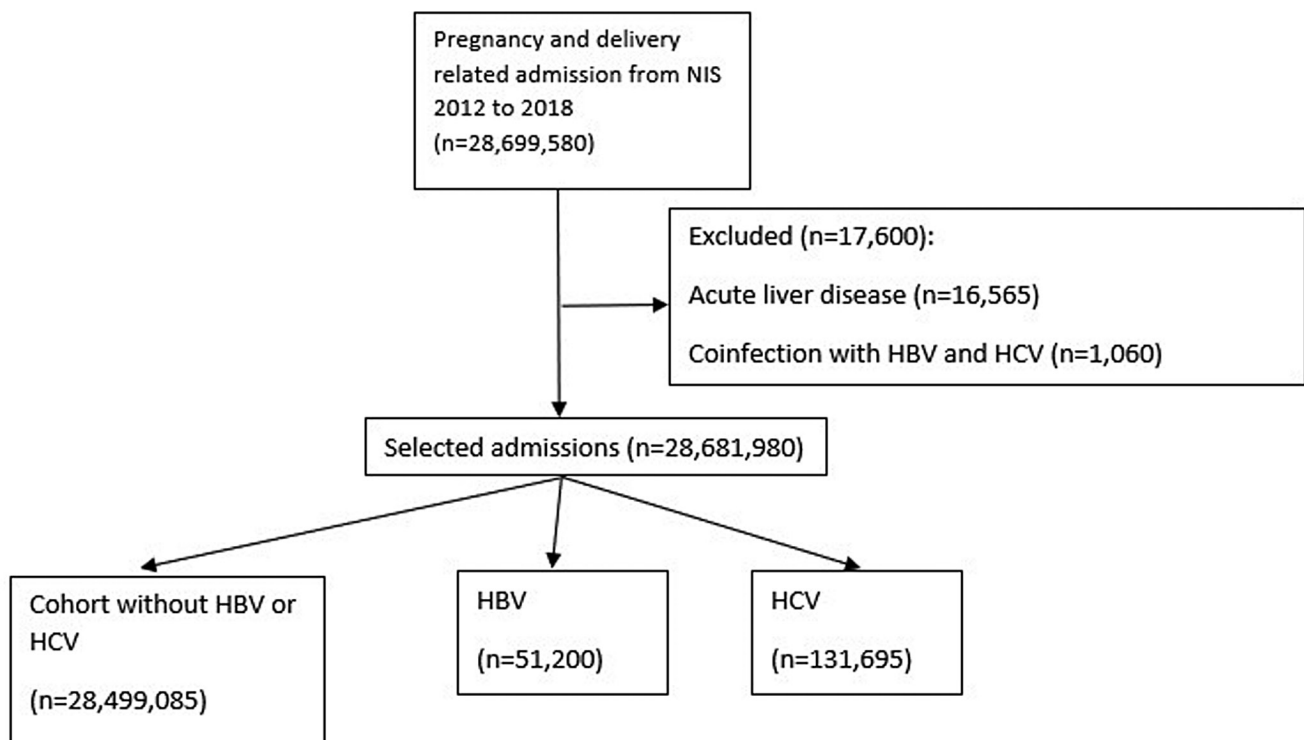 Pregnancy and delivery
related admission from NIS
2012 to 2018
(n=28,699,580)
Excluded (n=17,600):
Acute liver disease (n=16,565)
Coinfection with HBV and HCV (n=1,060)
Selected admissions (n=28,681,980)
Cohort without HBV or
HCV
(n=28,499,085)
HBV
(n=51,200)
HCV
(n=131,695)